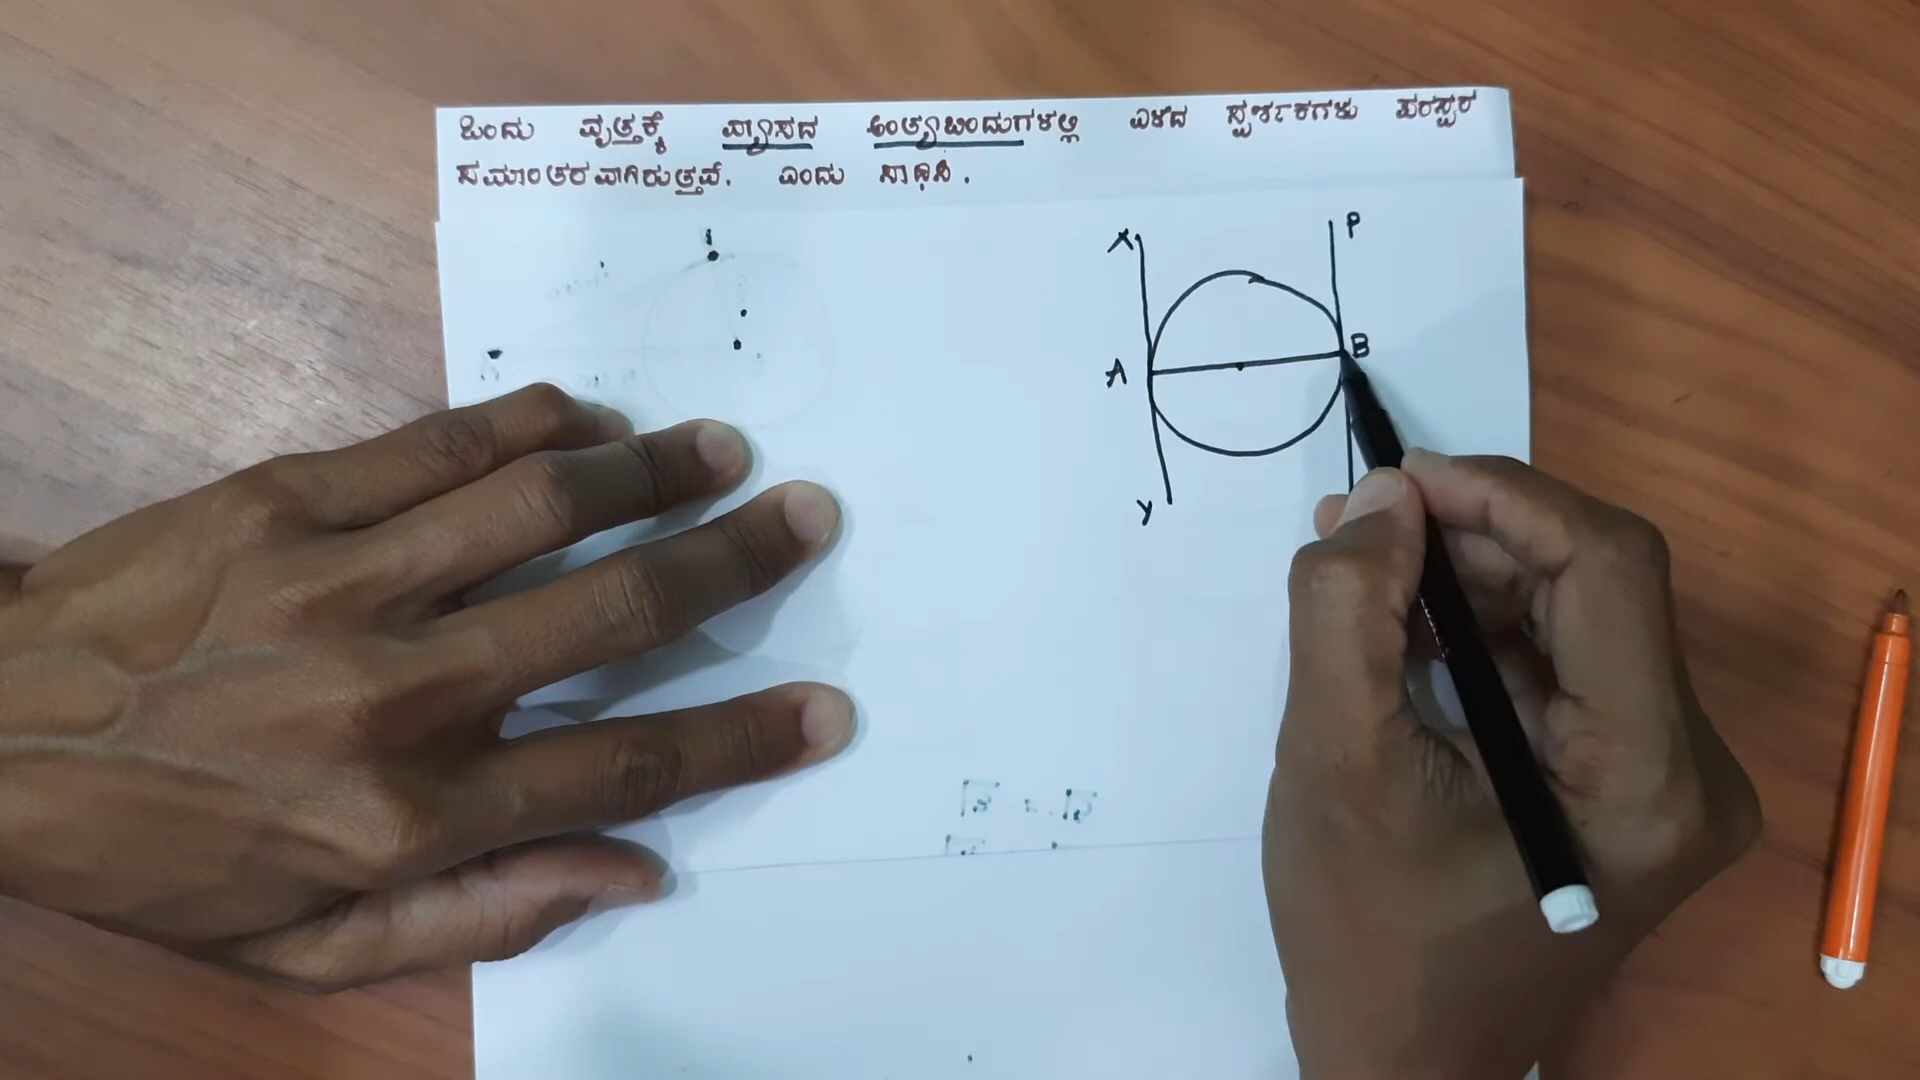 ಒಂದು ವೃತ್ತಕ್ಕೆ ವ್ಯಾಸದ ಅಂತ್ಯಬಿಂದುಗಳಲ್ಲಿ ಎಳೆದ ಸ್ಪರ್ಶಕಗಳು ಪರಸ್ಪರ
ಸಮಾಂತರವಾಗಿರುತ್ತವೆ. ಎಂದು ಸಾಧಿಸಿ.
X P
A B
Y